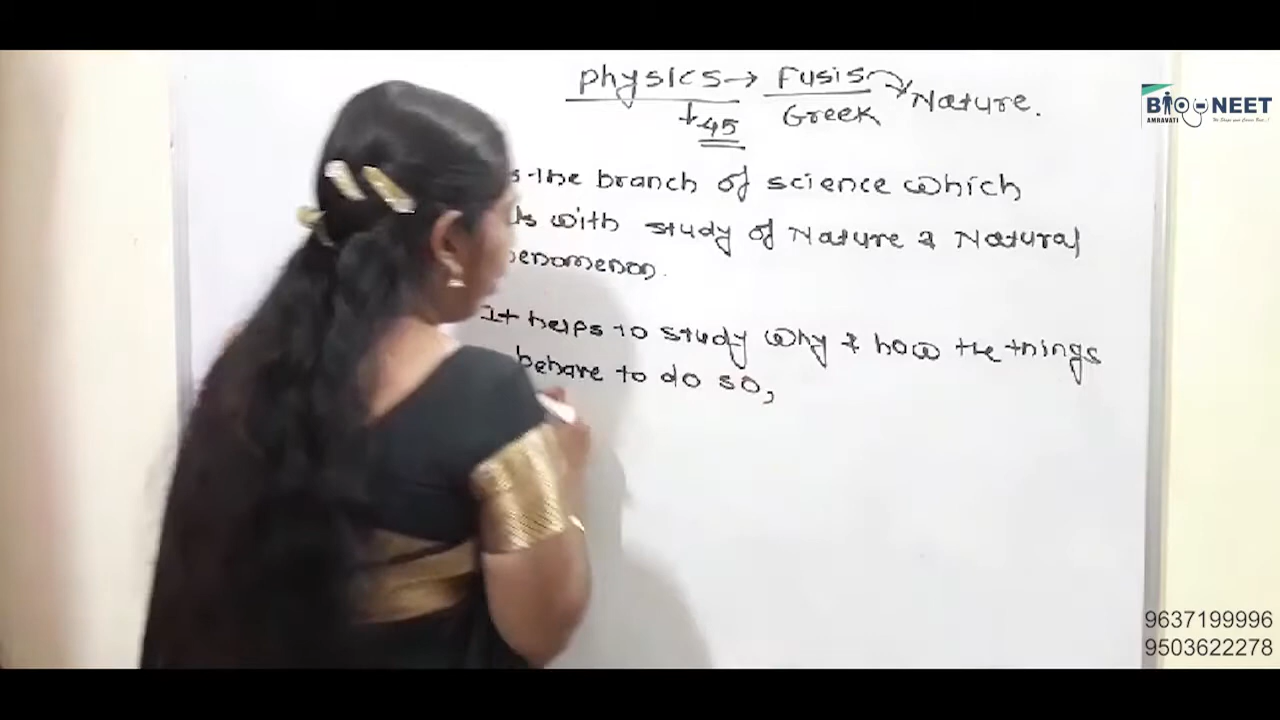 physics → Fusis → Nature.
45
Greek
the branch of science which
with study of Nature & Natural
It helps to study why & how the things
behave to do so,
BIO NEET
AMRAVATI
9637199996
9503622278